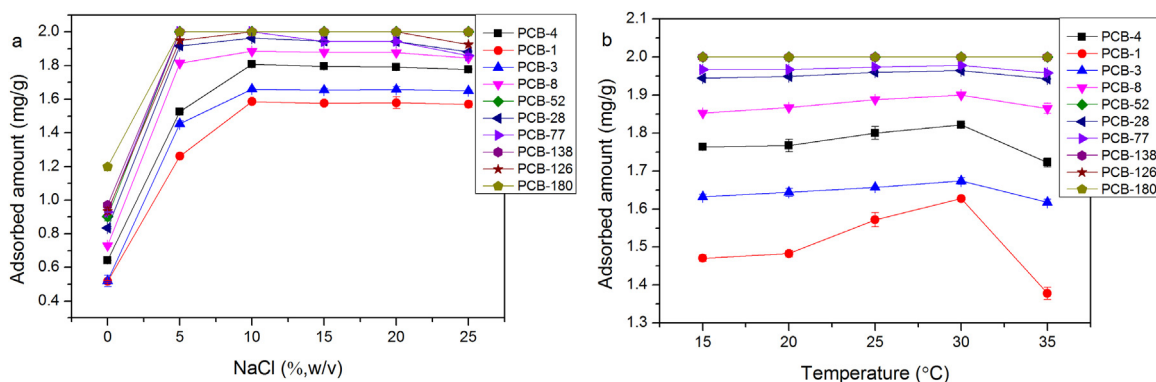 a
Adsorbed amount (mg/g)
2.0
1.8
1.6
1.4
1.2
1.0
0.8
0.6
0.4
0 5 10 15 20 25
NaCl (%,w/v)
PCB-4
PCB-1
PCB-3
PCB-8
PCB-52
PCB-28
PCB-77
PCB-138
PCB-126
PCB-180
b
Adsorbed amount (mg/g)
2.1
2.0
1.9
1.8
1.7
1.6
1.5
1.4
1.3
15 20 25 30 35
Temperature (°C)
PCB-4
PCB-1
PCB-3
PCB-8
PCB-52
PCB-28
PCB-77
PCB-138
PCB-126
PCB-180